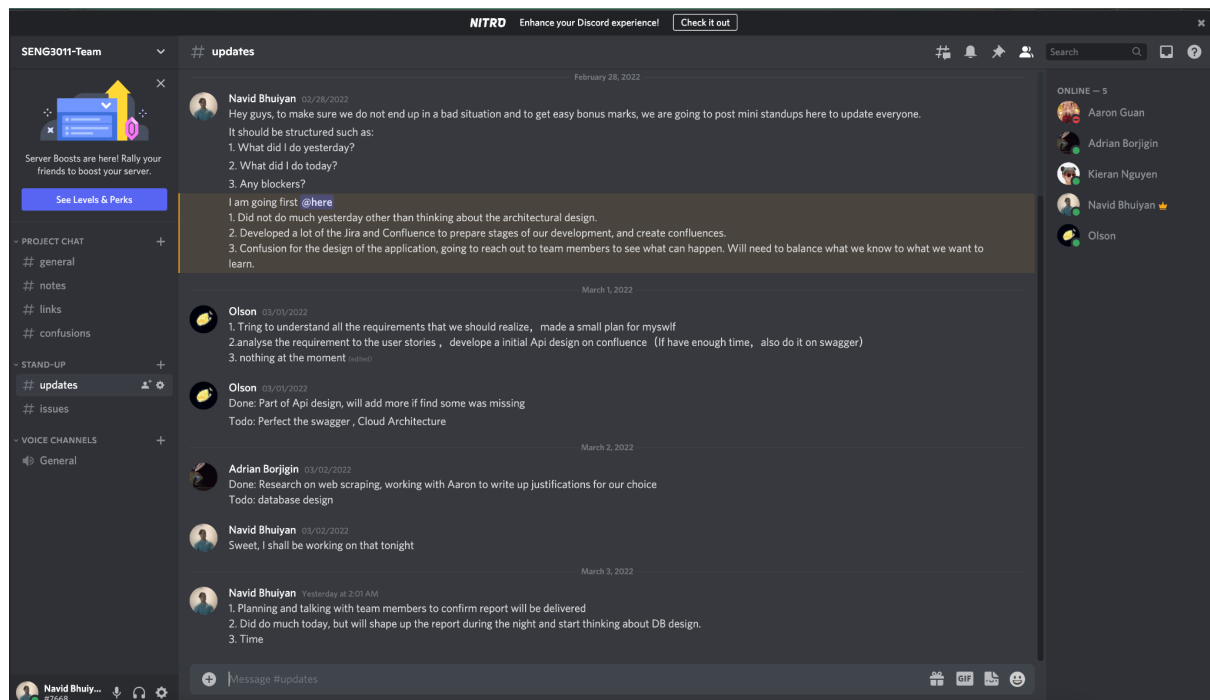 NITRO Enhance your Discord experience! Check it out
SENG3011-Team
# updates
Search
Server Boosts are here! Rally your
friends to boost your server.
See Levels & Perks
PROJECT CHAT
# general
# notes
# links
# confusions
STAND-UP
# updates
# issues
VOICE CHANNELS
General
Navid Bhuiy...
#7668
February 28, 2022
Navid Bhuiyan 02/28/2022
Hey guys, to make sure we do not end up in a bad situation and to get easy bonus marks, we are going to post mini standups here to update everyone.
It should be structured such as:
1. What did I do yesterday?
2. What did I do today?
3. Any blockers?
I am going first @here
1. Did not do much yesterday other than thinking about the architectural design.
2. Developed a lot of the Jira and Confluence to prepare stages of our development, and create confluences.
3. Confusion for the design of the application, going to reach out to team members to see what can happen. Will need to balance what we know to what we want to
learn.
March 1, 2022
Olson 03/01/2022
1. Tring to understand all the requirements that we should realize，made a small plan for myswlf
2.analyse the requirement to the user stories ，develope a initial Api design on confluence（If have enough time，also do it on swagger）
3. nothing at the moment (edited)
Olson 03/01/2022
Done: Part of Api design, will add more if find some was missing
Todo: Perfect the swagger , Cloud Architecture
March 2, 2022
Adrian Borjigin 03/02/2022
Done: Research on web scraping, working with Aaron to write up justifications for our choice
Todo: database design
Navid Bhuiyan 03/02/2022
Sweet, I shall be working on that tonight
March 3, 2022
Navid Bhuiyan Yesterday at 2:01 AM
1. Planning and talking with team members to confirm report will be delivered
2. Did do much today, but will shape up the report during the night and start thinking about DB design.
3. Time
Message #updates
GIF
ONLINE — 5
Aaron Guan
Adrian Borjigin
Kieran Nguyen
Navid Bhuiyan
Olson